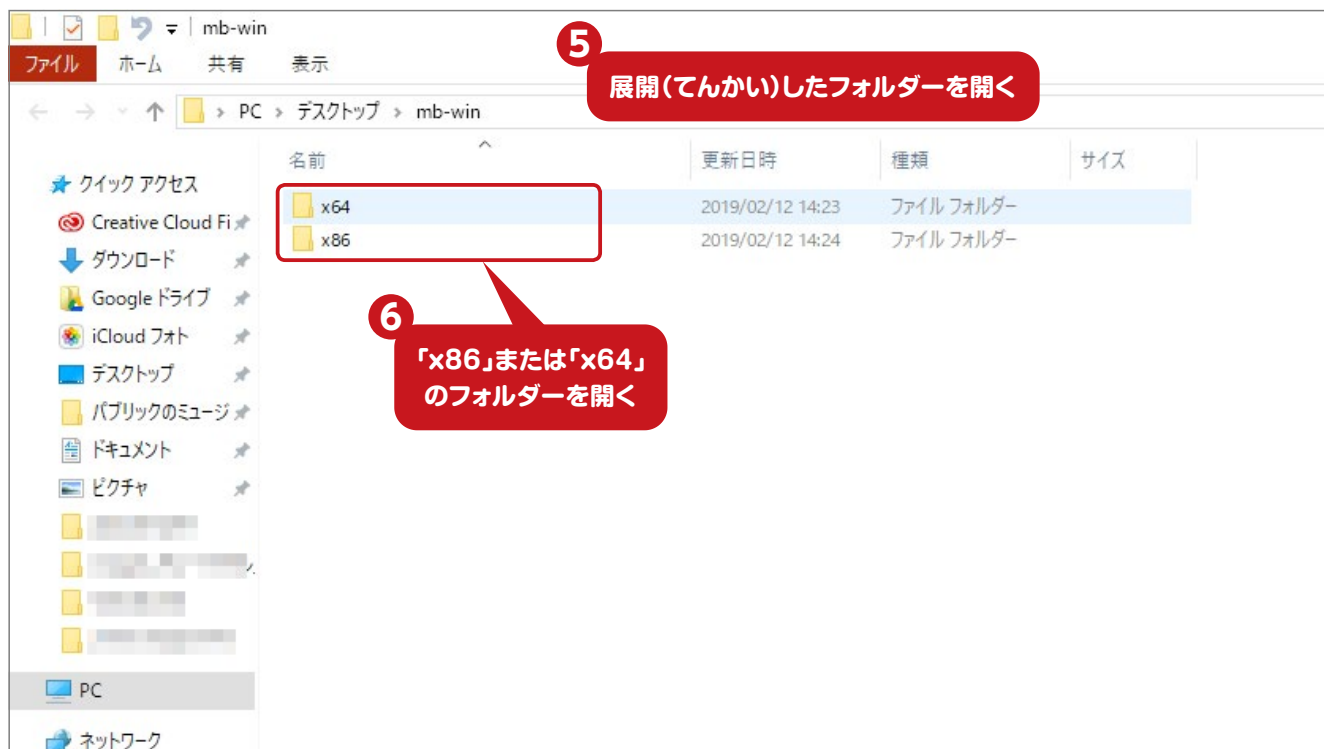 mb-win
ファイル ホーム 共有 表示
5
展開(てんかい)したフォルダーを開く
PC > デスクトップ > mb-win
名前 更新日時 種類 サイズ
クイック アクセス
Creative Cloud Fi
ダウンロード
Google ドライブ
iCloud フォト
デスクトップ
パブリックのミュージ
ドキュメント
ピクチャ
PC
ネットワーク
x64 2019/02/12 14:23 ファイル フォルダー
x86 2019/02/12 14:24 ファイル フォルダー
6
「x86」または「x64」
のフォルダーを開く